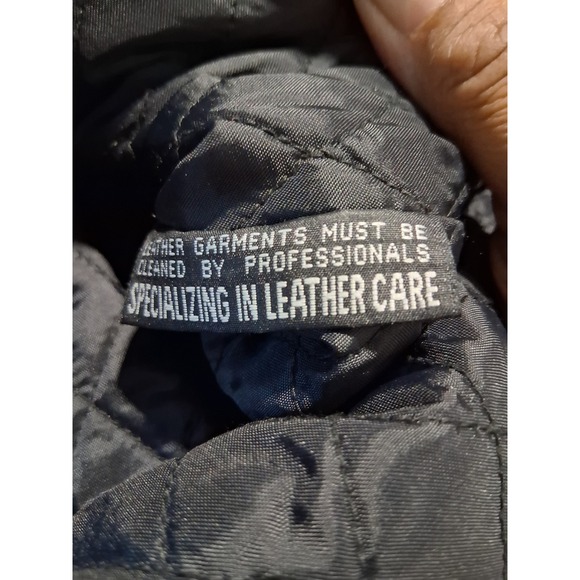 LEATHER GARMENTS MUST BE
CLEANED BY PROFESSIONALS
SPECIALIZING IN LEATHER CARE